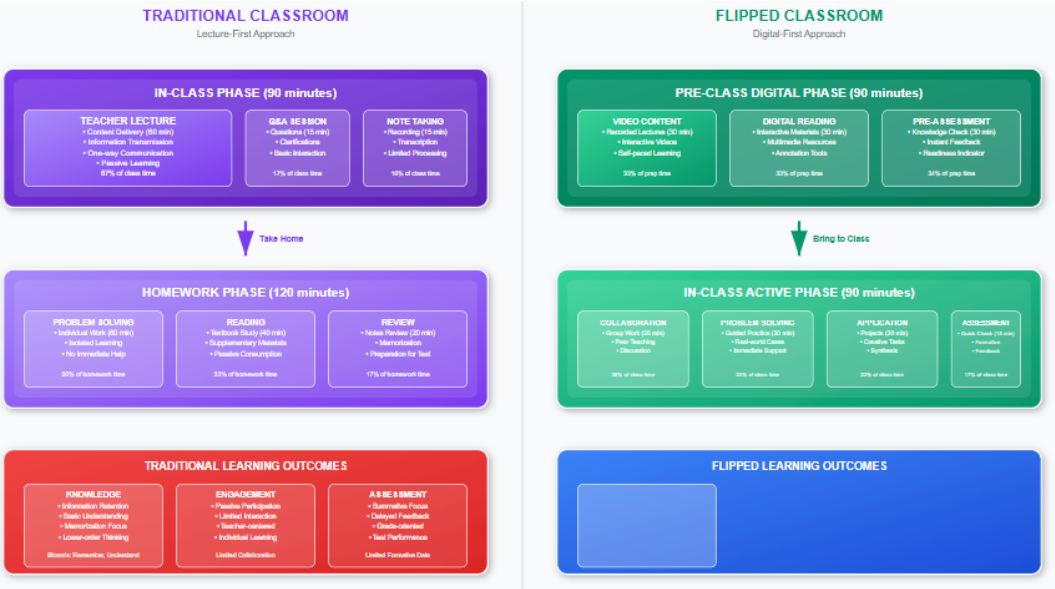 TRADITIONAL CLASSROOM
Lecture-First Approach
IN-CLASS PHASE (90 minutes)
TEACHER LECTURE
• Content Delivery (60 min)
• Information Transmission
• One-way Communication
• Passive Learning
67% of class time
Q&A SESSION
• Questions (15 min)
• Clarifications
• Basic Interaction
17% of class time
NOTE TAKING
• Recording (15 min)
• Transcription
• Limited Processing
16% of class time
Take Home
HOMEWORK PHASE (120 minutes)
PROBLEM SOLVING
• Individual Work (60 min)
• Isolated Learning
• No Immediate Help
50% of homework time
READING
• Textbook Study (40 min)
• Supplementary Materials
• Passive Consumption
33% of homework time
REVIEW
• Notes Review (20 min)
• Memorization
• Preparation for Test
17% of homework time
TRADITIONAL LEARNING OUTCOMES
KNOWLEDGE
• Information Retention
• Basic Understanding
• Memorization Focus
• Lower-order Thinking
Bloom's: Remember, Understand
ENGAGEMENT
• Passive Participation
• Limited Interaction
• Teacher-centered
• Individual Learning
Limited Collaboration
ASSESSMENT
• Summative Focus
• Delayed Feedback
• Grade-oriented
• Test Performance
Limited Formative Data
FLIPPED CLASSROOM
Digital-First Approach
PRE-CLASS DIGITAL PHASE (90 minutes)
VIDEO CONTENT
• Recorded Lectures (30 min)
• Interactive Videos
• Self-paced Learning
33% of prep time
DIGITAL READING
• Interactive Materials (30 min)
• Multimedia Resources
• Annotation Tools
33% of prep time
PRE-ASSESSMENT
• Knowledge Check (30 min)
• Instant Feedback
• Readiness Indicator
34% of prep time
Bring to Class
IN-CLASS ACTIVE PHASE (90 minutes)
COLLABORATION
• Group Work
• Peer Teaching
• Discussion
of class time
PROBLEM SOLVING
• Guided Practice (30 min)
• Real-world Cases
• Immediate Support
of class time
APPLICATION
• Projects (30 min)
• Creative Tasks
• Synthesis
of class time
ASSESSMENT
• Quick Check (15 min)
• Formative
• Feedback
17% of class time
FLIPPED LEARNING OUTCOMES